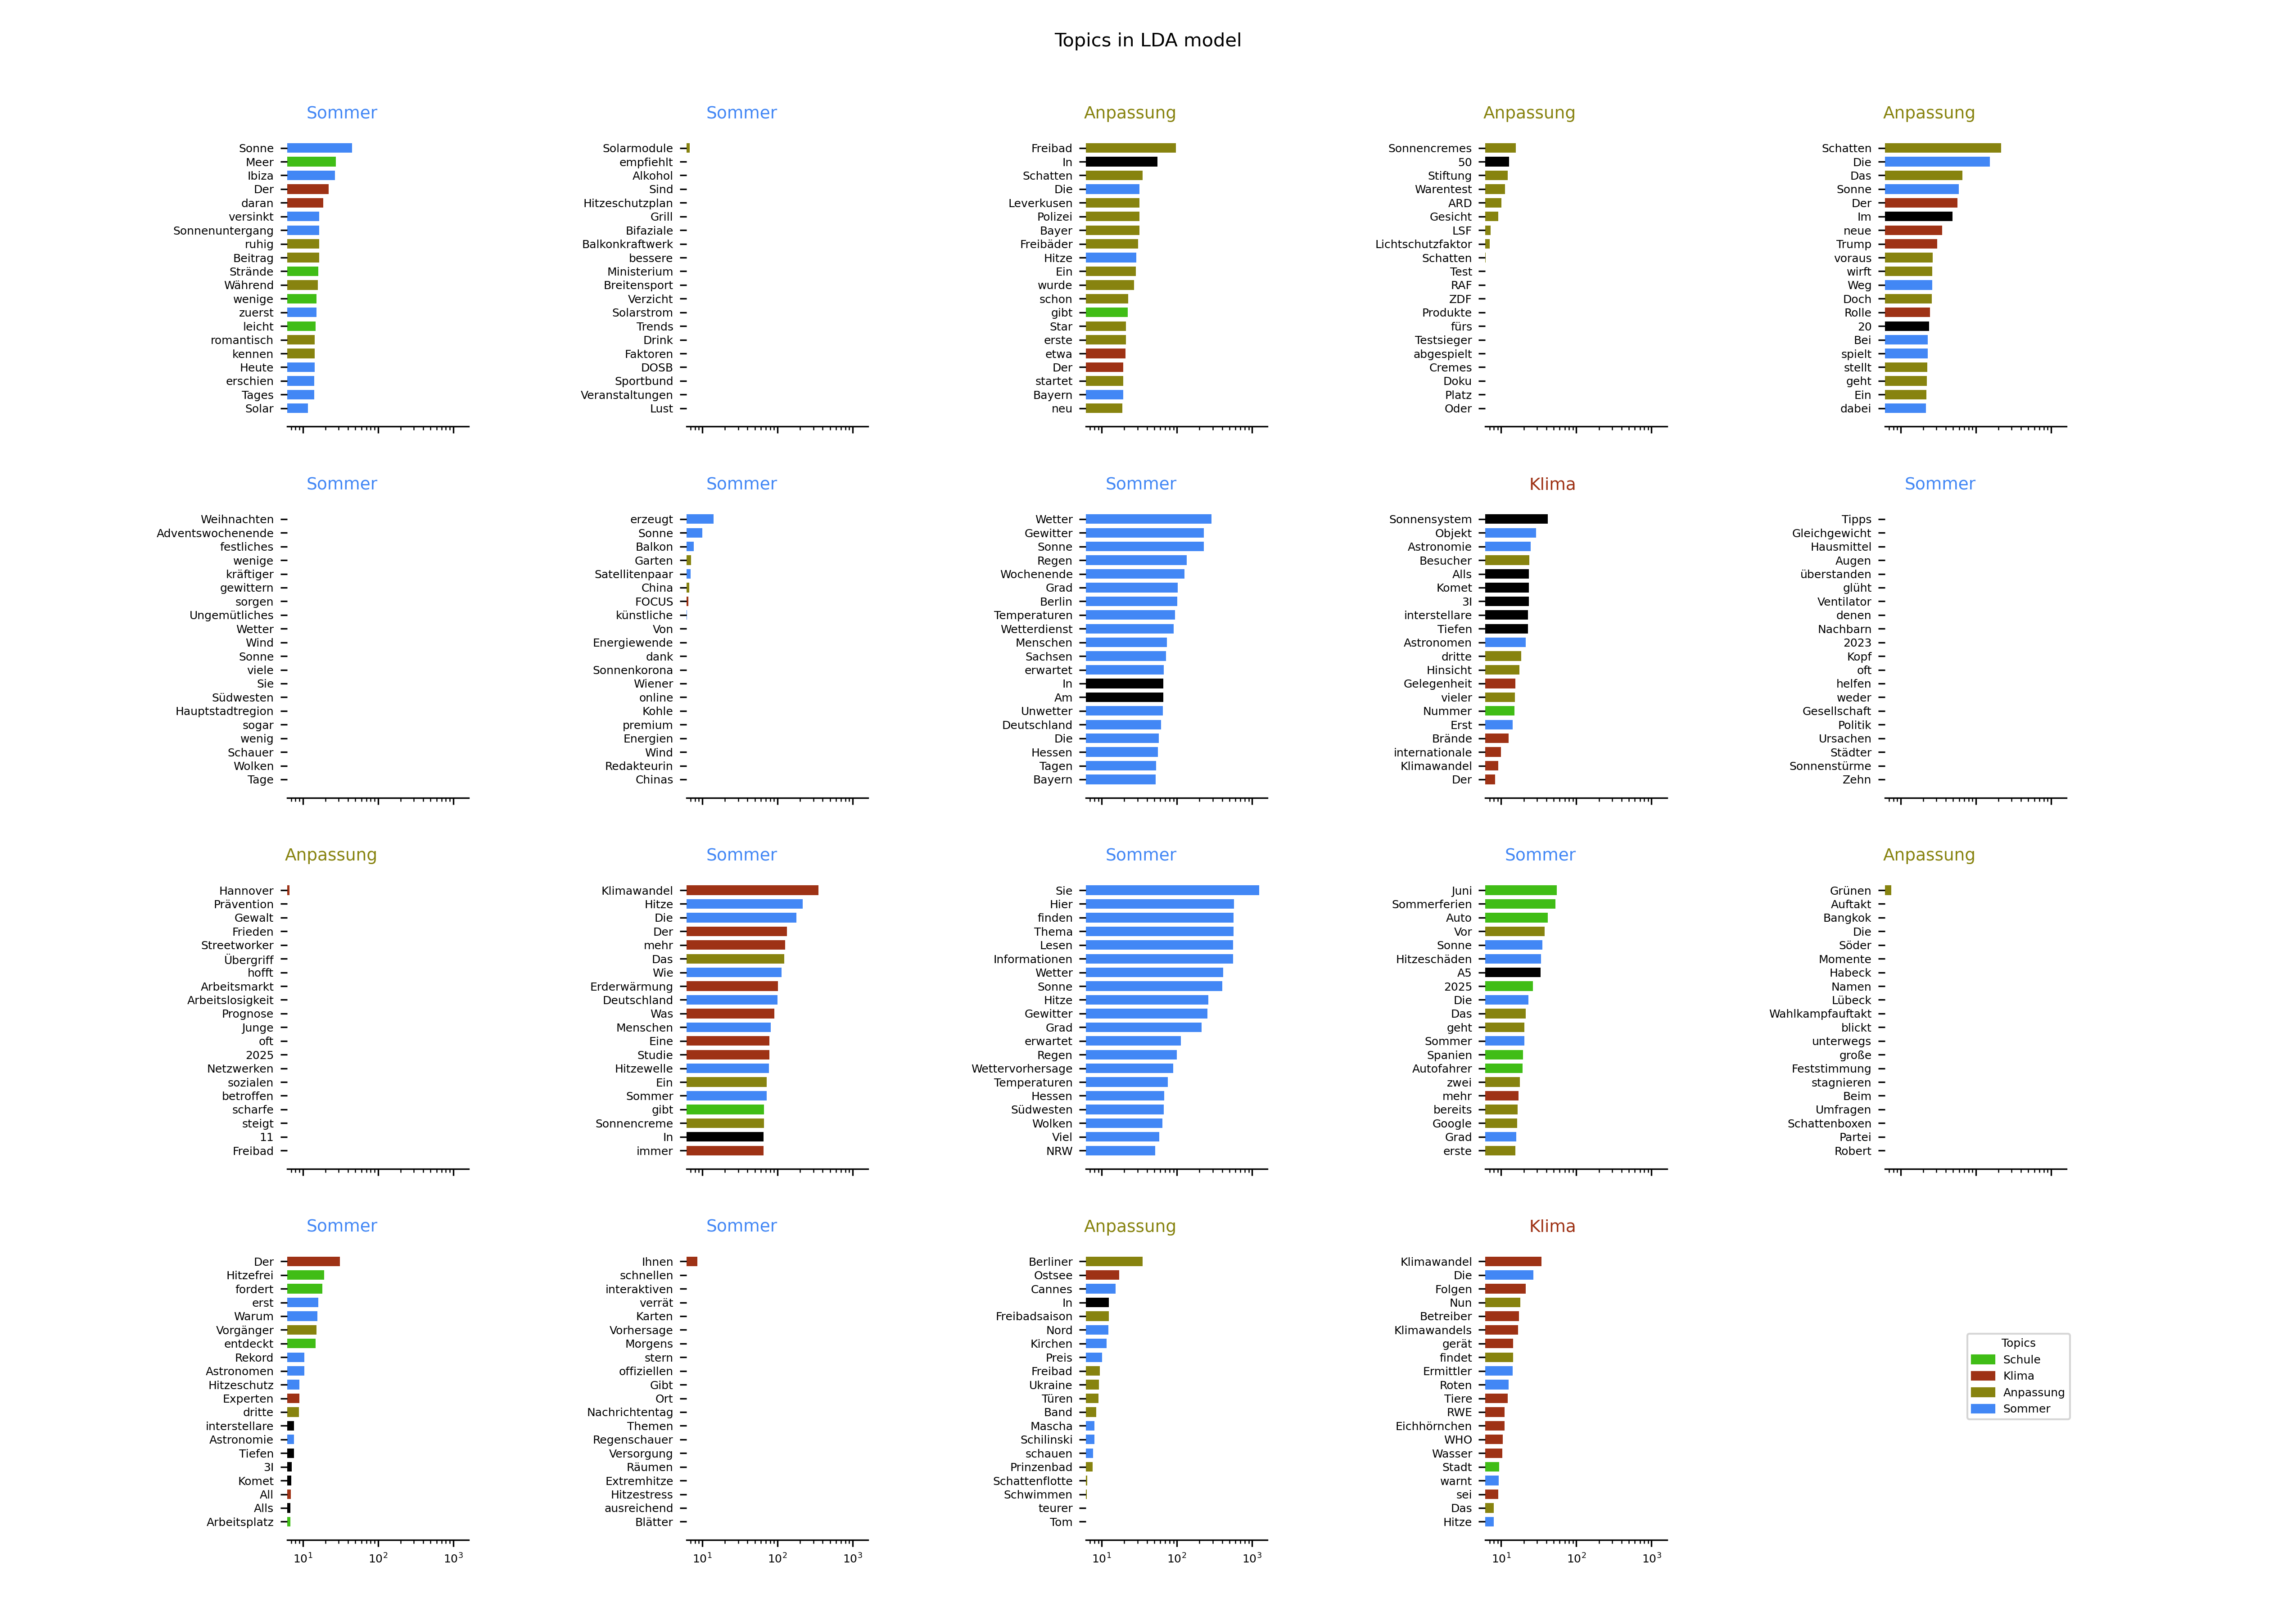 Topics in LDA model
Sommer
Sonne
Meer
Ibiza
Der
daran
versinkt
Sonnenuntergang
ruhig
Beitrag
Strände
Während
wenige
zuerst
leicht
romantisch
kennen
Heute
erschien
Tages
Solar
Sommer
Solarmodule
empfiehlt
Alkohol
Sind
Hitzeschutzplan
Grill
Bifaziale
Balkonkraftwerk
bessere
Ministerium
Breitensport
Verzicht
Solarstrom
Trends
Drink
Faktoren
DOSB
Sportbund
Veranstaltungen
Lust
Anpassung
Freibad
In
Schatten
Die
Leverkusen
Polizei
Bayer
Freibäder
Hitze
Ein
wurde
schon
gibt
Star
erste
etwa
Der
startet
Bayern
neu
Anpassung
Sonnencremes
50
Stiftung
Warentest
ARD
Gesicht
LSF
Lichtschutzfaktor
Schatten
Test
RAF
ZDF
Produkte
fürs
Testsieger
abgespielt
Cremes
Doku
Platz
Oder
Anpassung
Schatten
Die
Das
Sonne
Der
Im
neue
Trump
voraus
wirft
Weg
Doch
Rolle
20
Bei
spielt
stellt
geht
Ein
dabei
Sommer
Weihnachten
Adventswochenende
festliches
wenige
kräftiger
gewittern
sorgen
Ungemütliches
Wetter
Wind
Sonne
viele
Sie
Südwesten
Hauptstadtregion
sogar
wenig
Schauer
Wolken
Tage
Sommer
erzeugt
Sonne
Balkon
Garten
Satellitenpaar
China
FOCUS
künstliche
Von
Energiewende
dank
Sonnenkorona
Wiener
online
Kohle
premium
Energien
Wind
Redakteurin
Chinas
Sommer
Wetter
Gewitter
Sonne
Regen
Wochenende
Grad
Berlin
Temperaturen
Wetterdienst
Menschen
Sachsen
erwartet
In
Am
Unwetter
Deutschland
Die
Hessen
Tagen
Bayern
Klima
Sonnensystem
Objekt
Astronomie
Besucher
Alls
Komet
3I
interstellare
Tiefen
Astronomen
dritte
Hinsicht
Gelegenheit
vieler
Nummer
Erst
Brände
internationale
Klimawandel
Der
Sommer
Tipps
Gleichgewicht
Hausmittel
Augen
überstanden
glüht
Ventilator
denen
Nachbarn
2023
Kopf
oft
helfen
weder
Gesellschaft
Politik
Ursachen
Städter
Sonnenstürme
Zehn
Anpassung
Hannover
Prävention
Gewalt
Frieden
Streetworker
Übergriff
hofft
Arbeitsmarkt
Arbeitslosigkeit
Prognose
Junge
oft
2025
Netzwerken
sozialen
betroffen
scharfe
steigt
11
Freibad
Sommer
Klimawandel
Hitze
Die
Der
mehr
Das
Wie
Erderwärmung
Deutschland
Was
Menschen
Eine
Studie
Hitzewelle
Ein
Sommer
gibt
Sonnencreme
In
immer
Sommer
Sie
Hier
finden
Thema
Lesen
Informationen
Wetter
Sonne
Hitze
Gewitter
Grad
erwartet
Regen
Wettervorhersage
Temperaturen
Hessen
Südwesten
Wolken
Viel
NRW
Sommer
Juni
Sommerferien
Auto
Vor
Sonne
Hitzeschäden
A5
2025
Die
Das
geht
Sommer
Spanien
Autofahrer
zwei
mehr
bereits
Google
Grad
erste
Anpassung
Grünen
Auftakt
Bangkok
Die
Söder
Momente
Habeck
Namen
Lübeck
Wahlkampfauftakt
blickt
unterwegs
große
Feststimmung
stagnieren
Beim
Umfragen
Schattenboxen
Partei
Robert
Sommer
Der
Hitzefrei
fordert
erst
Warum
Vorgänger
entdeckt
Rekord
Astronomen
Hitzeschutz
Experten
dritte
interstellare
Astronomie
Tiefen
3I
Komet
All
Alls
Arbeitsplatz
10¹ 10² 10³
Sommer
Ihnen
schnellen
interaktiven
verrät
Karten
Vorhersage
Morgens
stern
offiziellen
Gibt
Ort
Nachrichtentag
Themen
Regenschauer
Versorgung
Räumen
Extremhitze
Hitzestress
ausreichend
Blätter
10¹ 10² 10³
Anpassung
Berliner
Ostsee
Cannes
In
Freibadsaison
Nord
Kirchen
Preis
Freibad
Ukraine
Türen
Band
Mascha
Schilinski
schauen
Prinzenbad
Schattenflotte
Schwimmen
teurer
Tom
10¹ 10² 10³
Klima
Klimawandel
Die
Folgen
Nun
Betreiber
Klimawandels
gerät
findet
Ermittler
Roten
Tiere
RWE
Eichhörnchen
WHO
Wasser
Stadt
warnt
sei
Das
Hitze
10¹ 10² 10³
Topics
Schule
Klima
Anpassung
Sommer